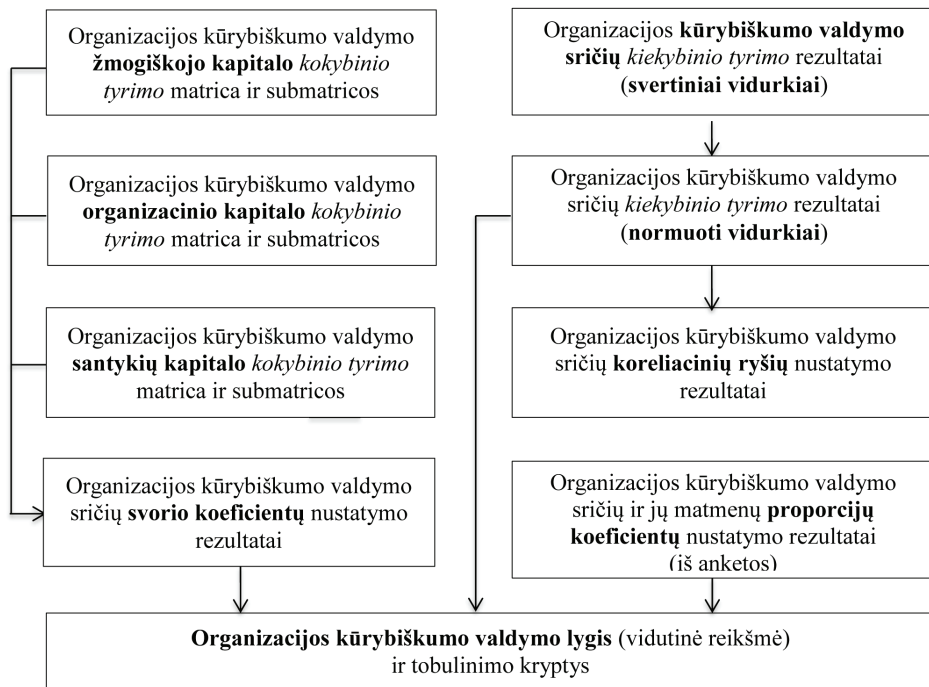 Organizacijos kūrybiškumo valdymo
žmogiškojo kapitalo kokybinio
tyrimo matrica ir submatricos
Organizacijos kūrybiškumo valdymo
organizacinio kapitalo kokybinio
tyrimo matrica ir submatricos
Organizacijos kūrybiškumo valdymo
santykių kapitalo kokybinio tyrimo
matrica ir submatricos
Organizacijos kūrybiškumo valdymo
sričių svorio koeficientų nustatymo
rezultatai
Organizacijos kūrybiškumo valdymo
sričių kiekybinio tyrimo rezultatai
(svertiniai vidurkiai)
Organizacijos kūrybiškumo valdymo
sričių kiekybinio tyrimo rezultatai
(normuoti vidurkiai)
Organizacijos kūrybiškumo valdymo
sričių koreliacinių ryšių nustatymo
rezultatai
Organizacijos kūrybiškumo valdymo
sričių ir jų matmenų proporcijų
koeficientų nustatymo rezultatai
(iš anketos)
Organizacijos kūrybiškumo valdymo lygis (vidutinė reikšmė)
ir tobulinimo kryptys